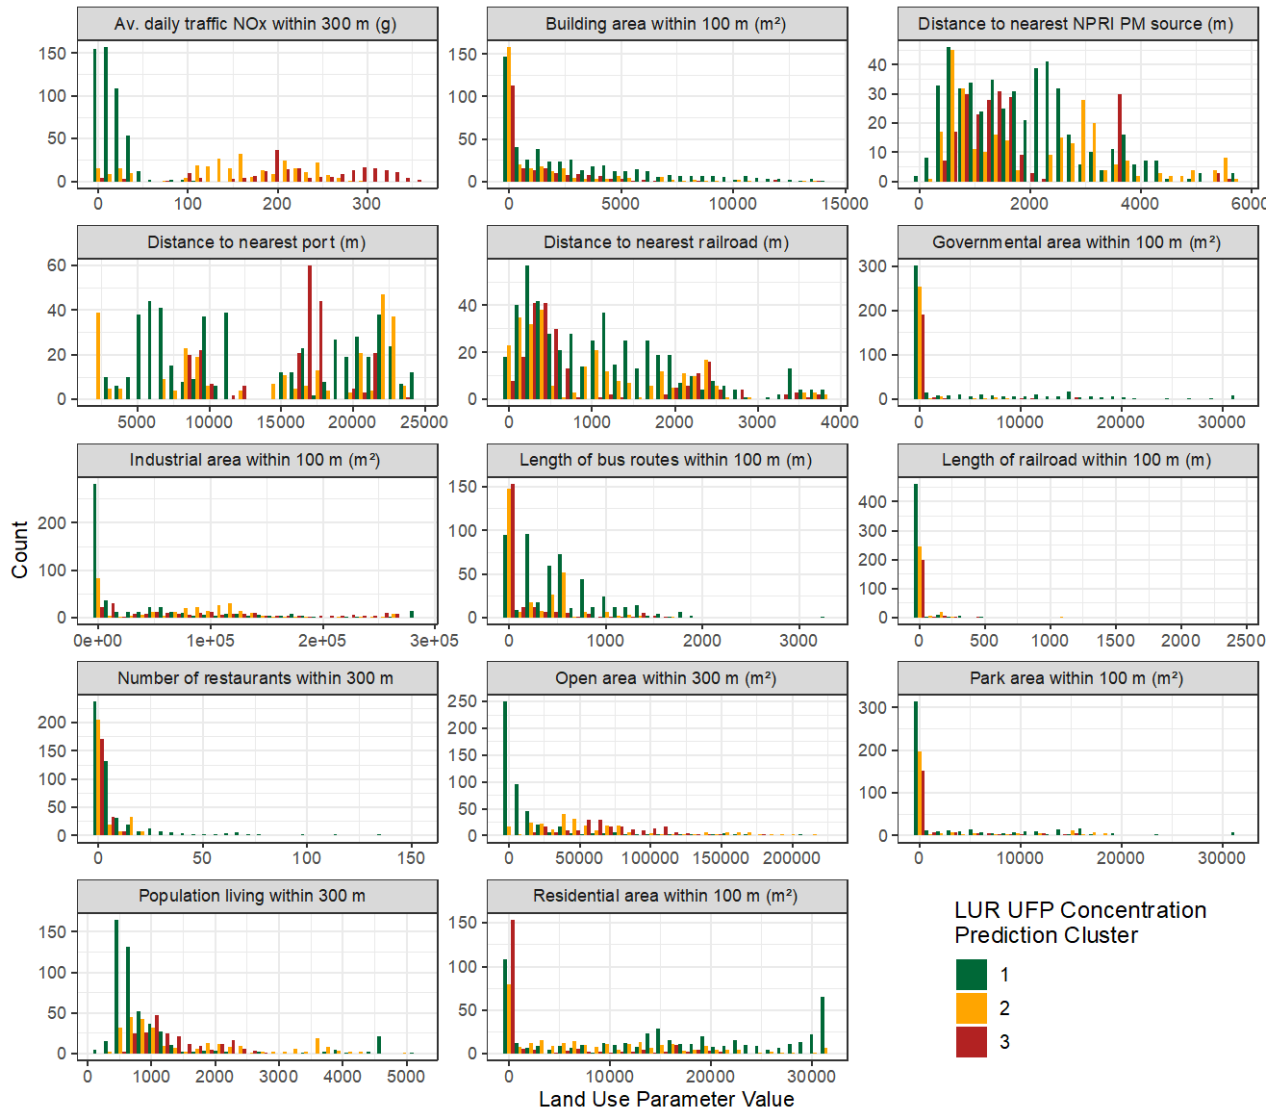 Av. daily traffic NOx within 300 m (g)
Building area within 100 m (m²)
Distance to nearest NPRI PM source (m)
150
100
50
0
0 100 200 300
150
100
50
0
0 5000 10000 15000
40
30
20
10
0
0 2000 4000 6000
Distance to nearest port (m)
Distance to nearest railroad (m)
Governmental area within 100 m (m²)
60
40
20
0
5000 10000 15000 20000 25000
40
20
0
0 1000 2000 3000 4000
300
200
100
0
0 10000 20000 30000
Industrial area within 100 m (m²)
Length of bus routes within 100 m (m)
Length of railroad within 100 m (m)
200
100
0
0e+00 1e+05 2e+05 3e+05
150
100
50
0
0 1000 2000 3000
400
300
200
100
0
0 500 1000 1500 2000 2500
Number of restaurants within 300 m
Open area within 300 m (m²)
Park area within 100 m (m²)
200
150
100
50
0
0 50 100 150
250
200
150
100
50
0
0 50000 100000 150000 200000
300
200
100
0
0 10000 20000 30000
Population living within 300 m
Residential area within 100 m (m²)
150
100
50
0
0 1000 2000 3000 4000 5000
150
100
50
0
0 10000 20000 30000
Count
Land Use Parameter Value
LUR UFP Concentration
Prediction Cluster
1
2
3